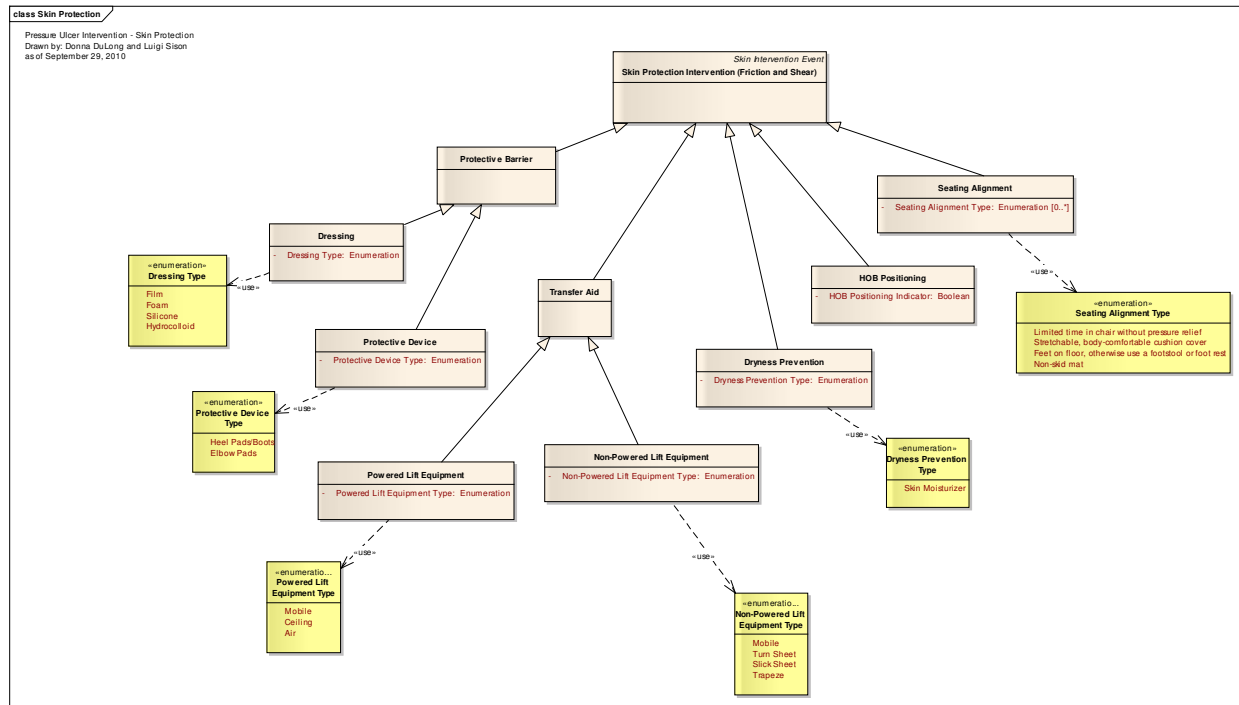 class Skin Protection
Pressure Ulcer Intervention - Skin Protection
Drawn by: Donna DuLong and Luigi Sison
as of September 29, 2010
Skin Intervention Event
Skin Protection Intervention (Friction and Shear)
Protective Barrier
Seating Alignment
- Seating Alignment Type: Enumeration [0..*]
Dressing
- Dressing Type: Enumeration
«enumeration»
Dressing Type
Film
Foam
Silicone
Hydrocolloid
«use»
HOB Positioning
- HOB Positioning Indicator: Boolean
«use»
«enumeration»
Seating Alignment Type
Limited time in chair without pressure relief
Stretchable, body-comfortable cushion cover
Feet on floor, otherwise use a footstool or foot rest
Non-skid mat
Transfer Aid
Protective Device
- Protective Device Type: Enumeration
Dryness Prevention
- Dryness Prevention Type: Enumeration
«enumeration»
Protective Device
Type
Heel Pads/Boots
Elbow Pads
«use»
«use»
«enumeration»
Dryness Prevention
Type
Skin Moisturizer
Powered Lift Equipment
- Powered Lift Equipment Type: Enumeration
Non-Powered Lift Equipment
- Non-Powered Lift Equipment Type: Enumeration
«use»
«use»
«enumeratio...
Powered Lift
Equipment Type
Mobile
Ceiling
Air
«enumeratio...
Non-Powered Lift
Equipment Type
Mobile
Turn Sheet
Slick Sheet
Trapeze